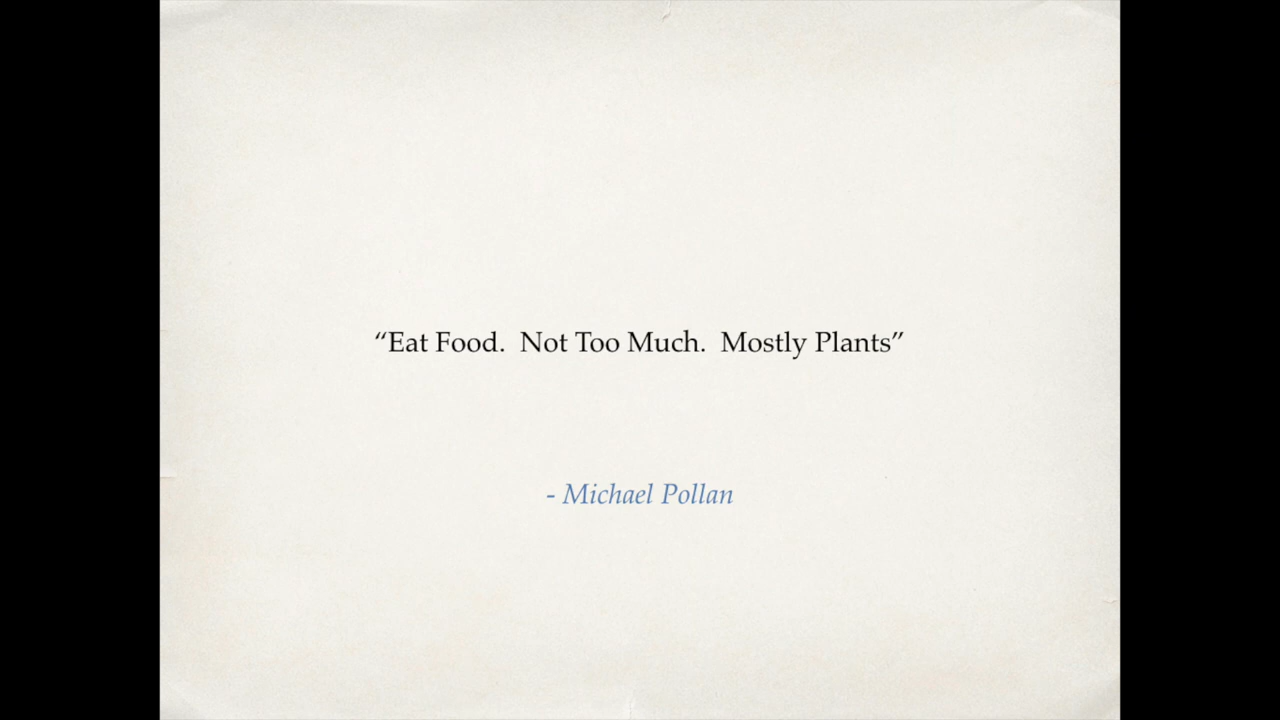 “Eat Food.  Not Too Much.  Mostly Plants”
- Michael Pollan